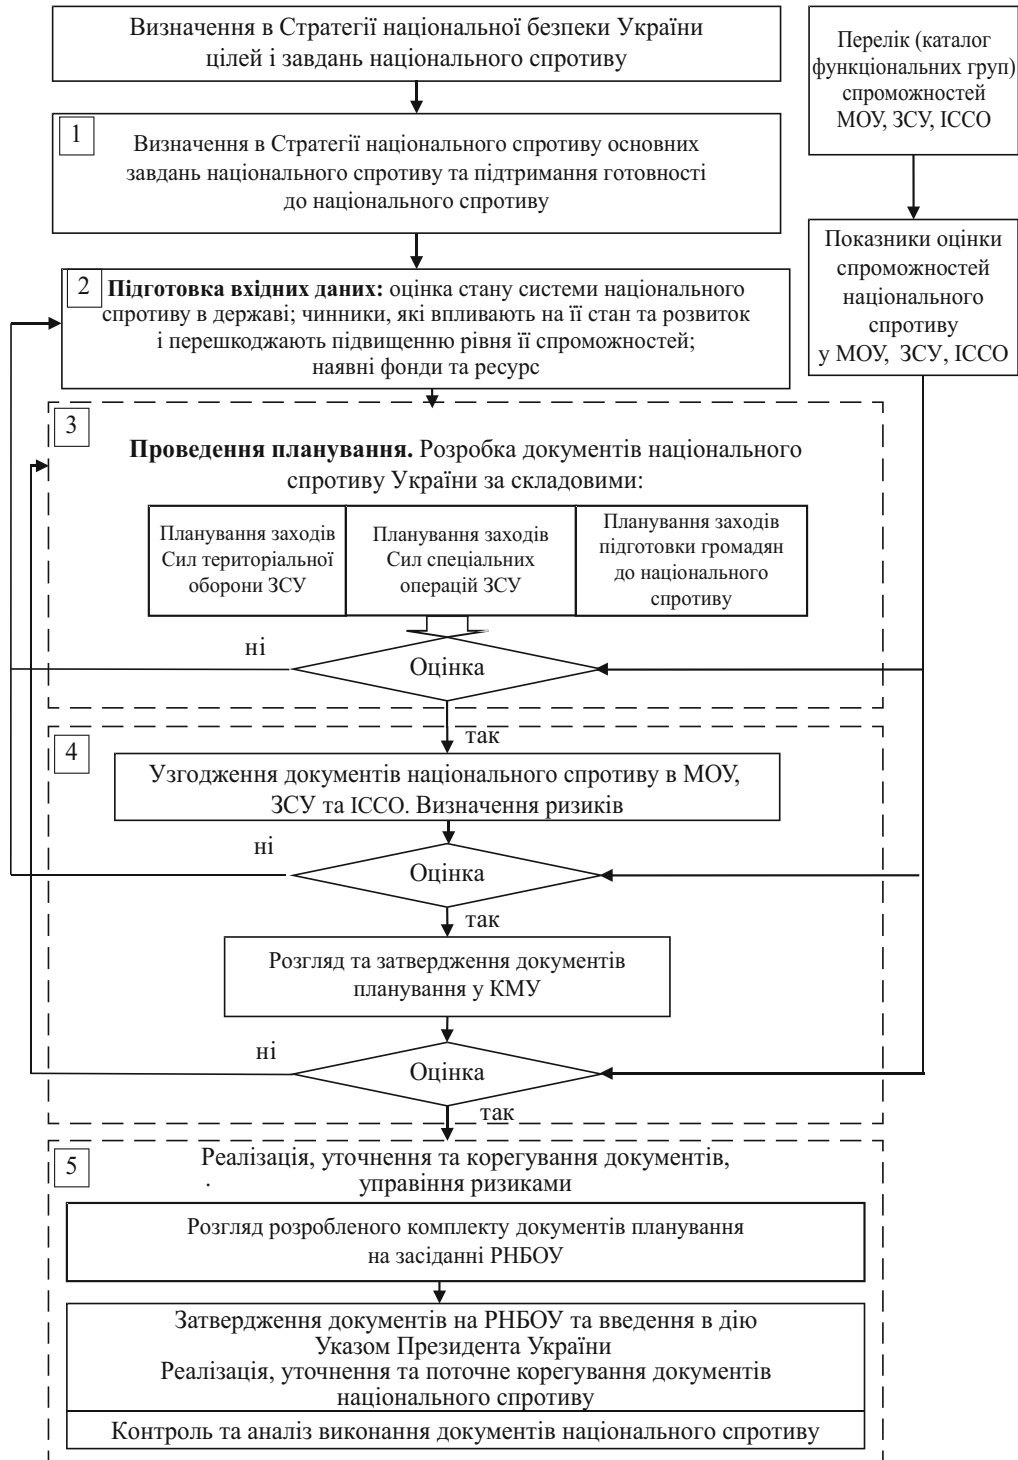 Визначення в Стратегії національної безпеки України
цілей і завдань національного спротиву
Перелік (каталог
функціональних груп)
спроможностей
МОУ, ЗСУ, ІССО
1
Визначення в Стратегії національного спротиву основних
завдань національного спротиву та підтримання готовності
до національного спротиву
Показники оцінки
спроможностей
національного
спротиву
у МОУ, ЗСУ, ІССО
2
Підготовка вхідних даних: оцінка стану системи національного
спротиву в державі; чинники, які впливають на її стан та розвиток
і перешкоджають підвищенню рівня її спроможностей;
наявні фонди та ресурс
3
Проведення планування. Розробка документів національного
спротиву України за складовими:
Планування заходів
Сил територіальної
оборони ЗСУ
Планування заходів
Сил спеціальних
операцій ЗСУ
Планування заходів
підготовки громадян
до національного
спротиву
ні
Оцінка
так
4
Узгодження документів національного спротиву в МОУ,
ЗСУ та ІССО. Визначення ризиків
ні
Оцінка
так
Розгляд та затвердження документів
планування у КМУ
ні
Оцінка
так
5
Реалізація, уточнення та корегування документів,
управіння ризиками
Розгляд розробленого комплекту документів планування
на засіданні РНБОУ
Затвердження документів на РНБОУ та введення в дію
Указом Президента України
Реалізація, уточнення та поточне корегування документів
національного спротиву
Контроль та аналіз виконання документів національного спротиву